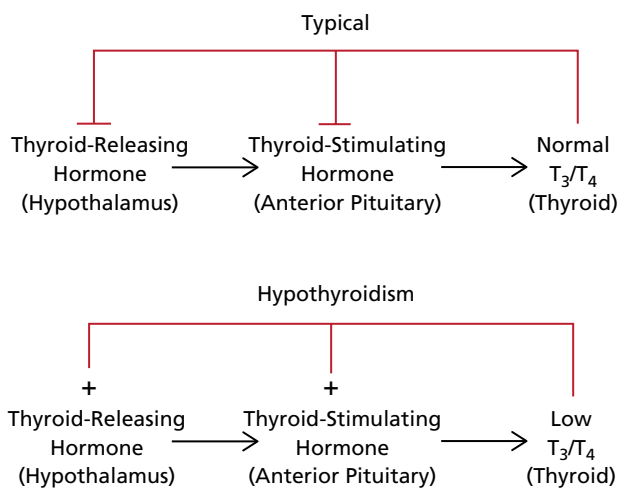 Typical
Thyroid-Releasing
Hormone
(Hypothalamus)
Thyroid-Stimulating
Hormone
(Anterior Pituitary)
Normal
T₃/T₄
(Thyroid)
Hypothyroidism
+
+
Thyroid-Releasing
Hormone
(Hypothalamus)
Thyroid-Stimulating
Hormone
(Anterior Pituitary)
Low
T₃/T₄
(Thyroid)